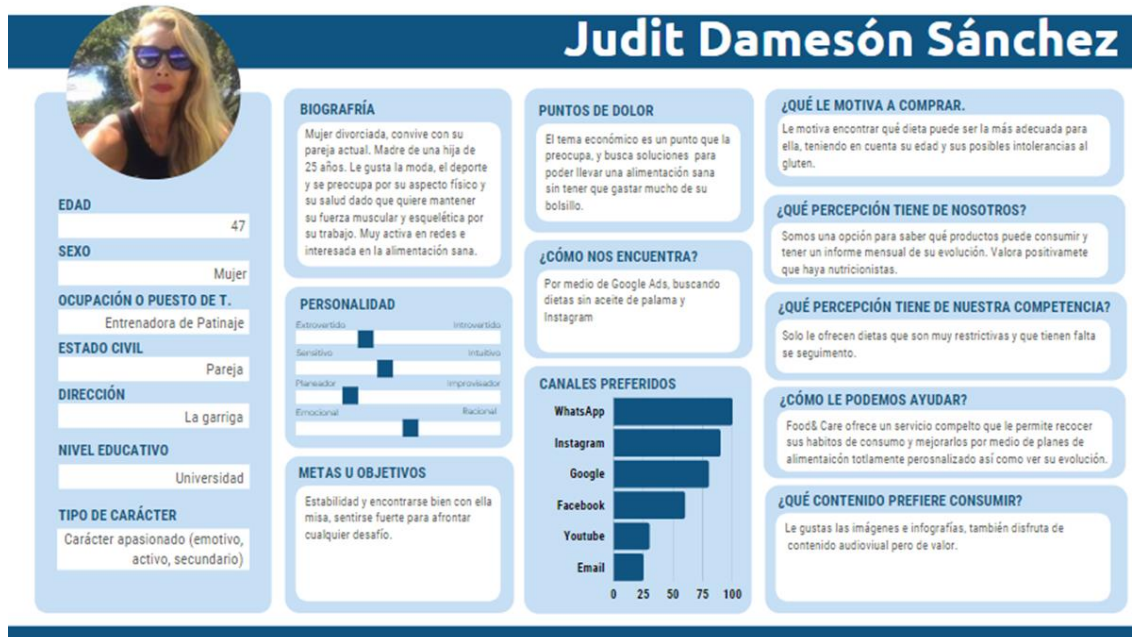 Judit Damesón Sánchez
EDAD
47
SEXO
Mujer
OCUPACIÓN O PUESTO DE T.
Entrenadora de Patinaje
ESTADO CIVIL
Pareja
DIRECCIÓN
La garriga
NIVEL EDUCATIVO
Universidad
TIPO DE CARÁCTER
Carácter apasionado (emotivo,
activo, secundario)
BIOGRAFRÍA
Mujer divorciada, convive con su
pareja actual. Madre de una hija de
25 años. Le gusta la moda, el deporte
y se preocupa por su aspecto físico y
su salud dado que quiere mantener
su fuerza muscular y esquelética por
su trabajo. Muy activa en redes e
interesada en la alimentación sana.
PERSONALIDAD
Extrovertido Introvertido
Sensitivo Intuitivo
Planeador Improvisador
Emocional Racional
METAS U OBJETIVOS
Estabilidad y encontrarse bien con ella
misa, sentirse fuerte para afrontar
cualquier desafío.
PUNTOS DE DOLOR
El tema económico es un punto que la
preocupa, y busca soluciones para
poder llevar una alimentación sana
sin tener que gastar mucho de su
bolsillo.
¿CÓMO NOS ENCUENTRA?
Por medio de Google Ads, buscando
dietas sin aceite de palama y
Instagram
CANALES PREFERIDOS
WhatsApp
Instagram
Google
Facebook
Youtube
Email
0 25 50 75 100
¿QUÉ LE MOTIVA A COMPRAR.
Le motiva encontrar qué dieta puede ser la más adecuada para
ella, teniendo en cuenta su edad y sus posibles intolerancias al
gluten.
¿QUÉ PERCEPCIÓN TIENE DE NOSOTROS?
Somos una opción para saber qué productos puede consumir y
tener un informe mensual de su evolución. Valora positivamete
que haya nutricionistas.
¿QUÉ PERCEPCIÓN TIENE DE NUESTRA COMPETENCIA?
Solo le ofrecen dietas que son muy restrictivas y que tienen falta
se seguimento.
¿CÓMO LE PODEMOS AYUDAR?
Food& Care ofrece un servicio compelto que le permite recocer
sus habitos de consumo y mejorarlos por medio de planes de
alimentaicón totlamente perosnalizado así como ver su evolución.
¿QUÉ CONTENIDO PREFIERE CONSUMIR?
Le gustas las imágenes e infografías, también disfruta de
contenido audioviual pero de valor.